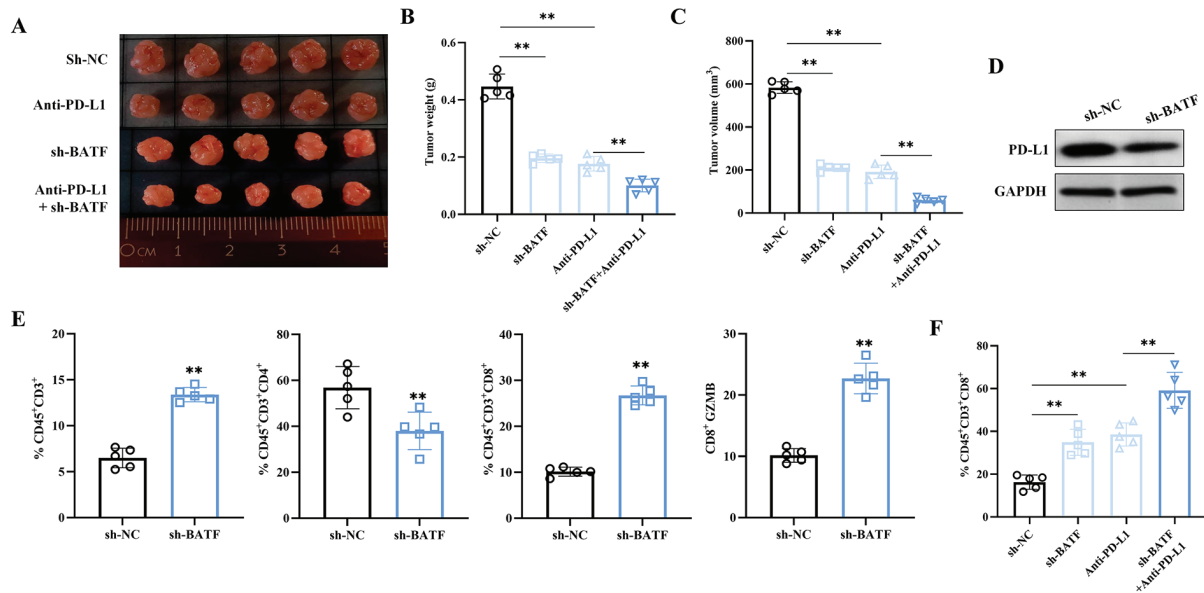 A
Sh-NC
Anti-PD-L1
sh-BATF
Anti-PD-L1
+ sh-BATF
0 CM 1 2 3 4 5
B
Tumor weight (g)
0.6
0.4
0.2
0.0
**
**
**
sh-NC
sh-BATF
Anti-PD-L1
sh-BATF+Anti-PD-L1
C
Tumor volume (mm³)
800
600
400
200
0
**
**
**
sh-NC
sh-BATF
Anti-PD-L1
sh-BATF
+Anti-PD-L1
D
sh-NC
sh-BATF
PD-L1
GAPDH
E
% CD45⁺CD3⁺
20
15
10
5
0
**
sh-NC
sh-BATF
% CD45⁺CD3⁺CD4⁺
80
60
40
20
0
**
sh-NC
sh-BATF
% CD45⁺CD3⁺CD8⁺
40
30
20
10
0
**
sh-NC
sh-BATF
CD8⁺ GZMB
30
20
10
0
**
sh-NC
sh-BATF
F
% CD45⁺CD3⁺CD8⁺
80
60
40
20
0
**
**
**
sh-NC
sh-BATF
Anti-PD-L1
sh-BATF
+Anti-PD-L1